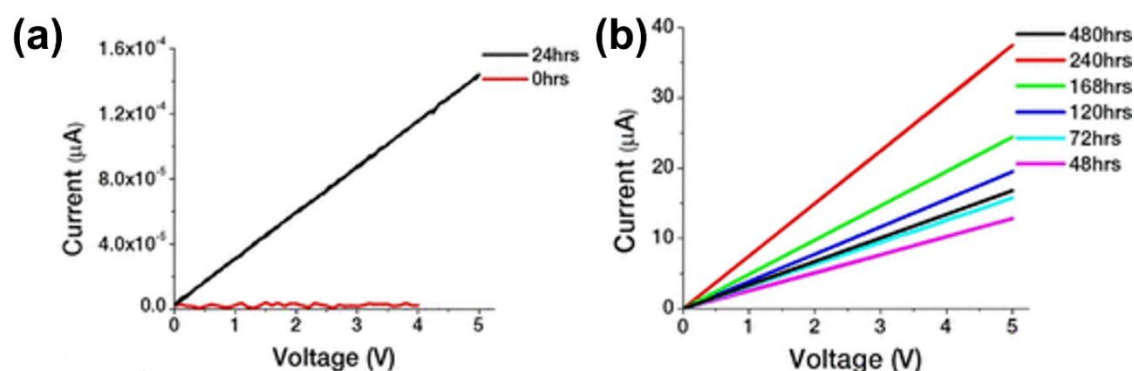 (a)
Current (μA)
1.6x10⁻⁴
1.2x10⁻⁴
8.0x10⁻⁵
4.0x10⁻⁵
0.0
0 1 2 3 4 5
Voltage (V)
24hrs
0hrs
(b)
Current (μA)
40
30
20
10
0
0 1 2 3 4 5
Voltage (V)
480hrs
240hrs
168hrs
120hrs
72hrs
48hrs